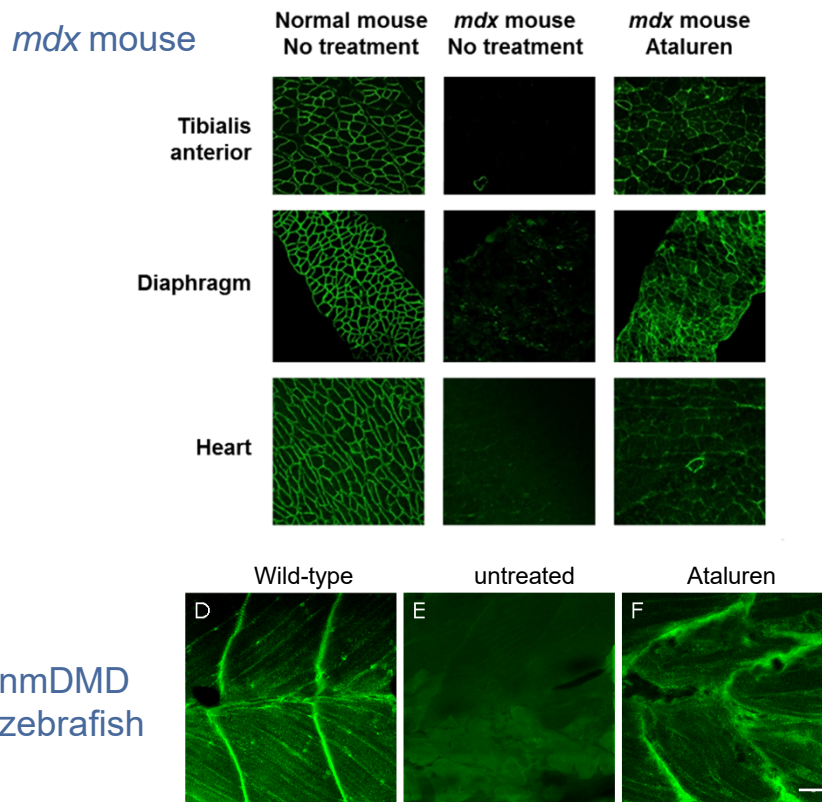 mdx mouse
Normal mouse
No treatment
mdx mouse
No treatment
mdx mouse
Ataluren
Tibialis
anterior
Diaphragm
Heart
Wild-type
untreated
Ataluren
D
E
F
nmDMD
zebrafish